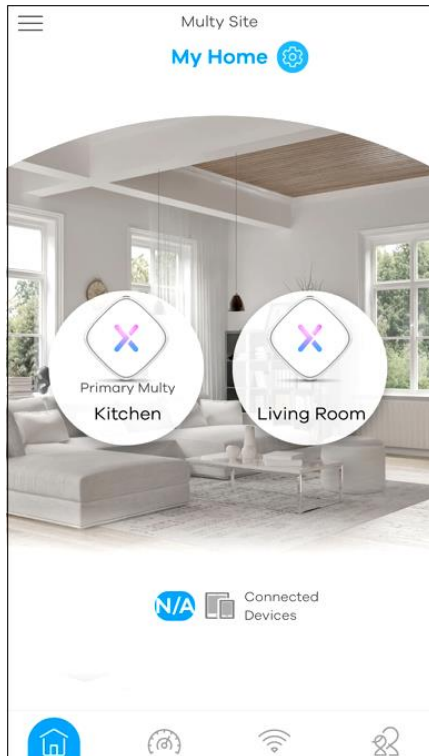 Multy Site
My Home
Primary Multy
Kitchen
Living Room
N/A
Connected
Devices